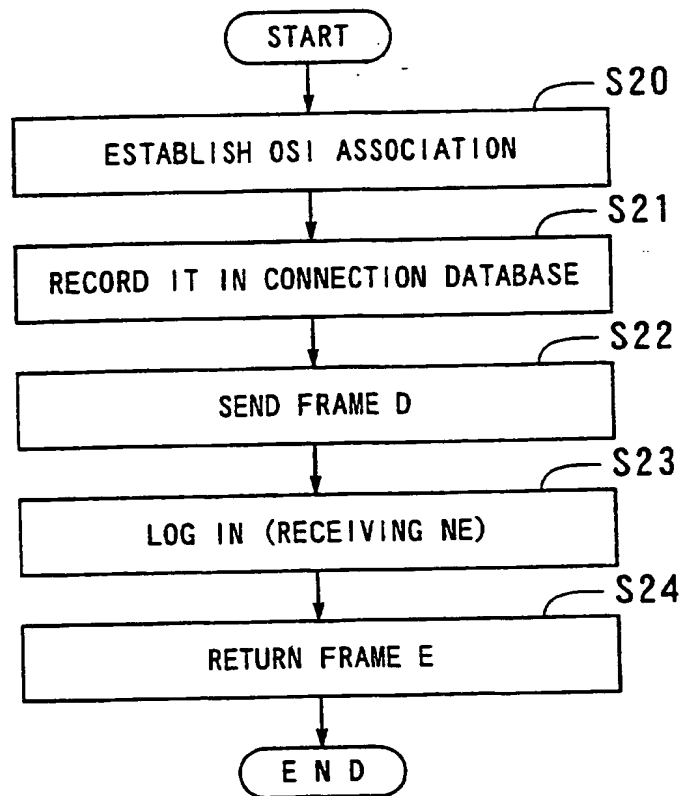 START
S20
ESTABLISH OSI ASSOCIATION
S21
RECORD IT IN CONNECTION DATABASE
S22
SEND FRAME D
S23
LOG IN (RECEIVING NE)
S24
RETURN FRAME E
END